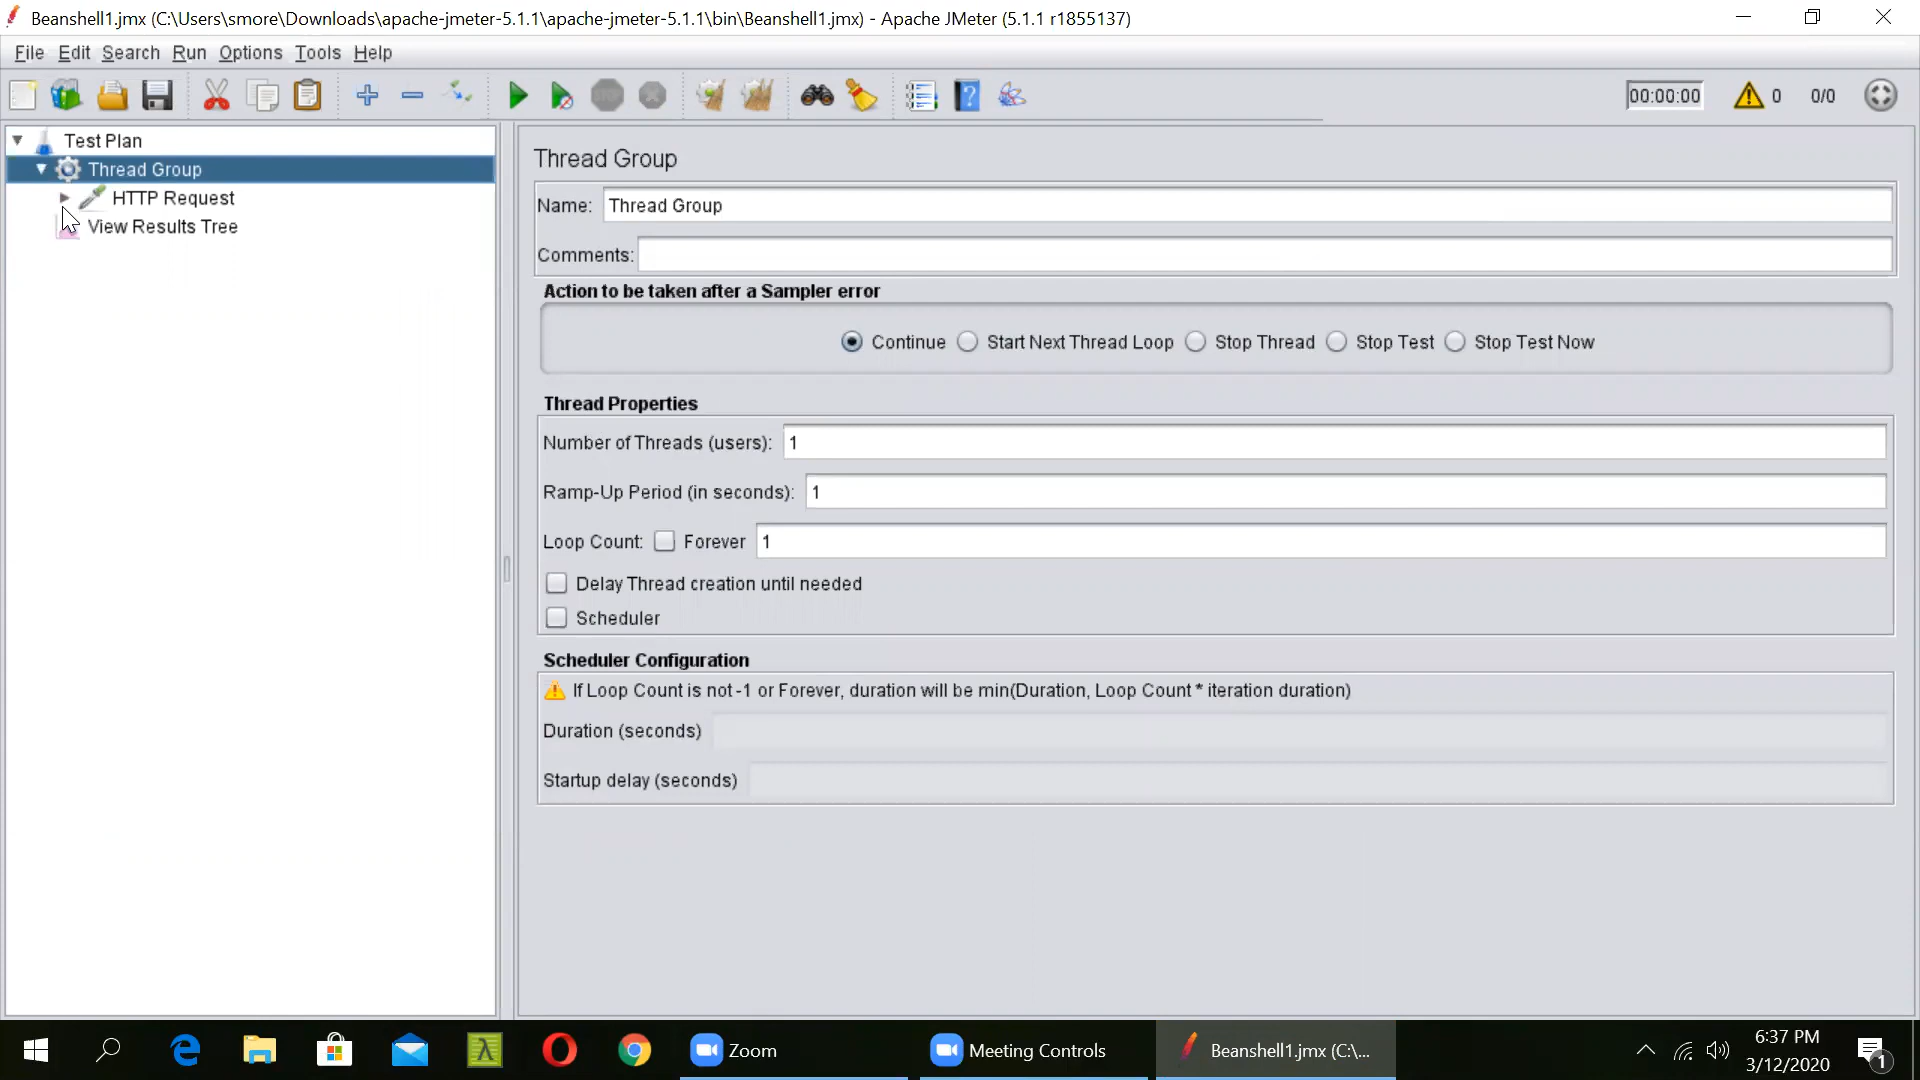 Beanshell1.jmx (C:\Users\smore\Downloads\apache-jmeter-5.1.1\apache-jmeter-5.1.1\bin\Beanshell1.jmx) - Apache JMeter (5.1.1 r1855137)
File Edit Search Run Options Tools Help
00:00:00 0 0/0
Test Plan
Thread Group
HTTP Request
View Results Tree
Thread Group
Name: Thread Group
Comments:
Action to be taken after a Sampler error
Continue Start Next Thread Loop Stop Thread Stop Test Stop Test Now
Thread Properties
Number of Threads (users): 1
Ramp-Up Period (in seconds): 1
Loop Count: Forever 1
Delay Thread creation until needed
Scheduler
Scheduler Configuration
If Loop Count is not -1 or Forever, duration will be min(Duration, Loop Count * iteration duration)
Duration (seconds)
Startup delay (seconds)
Zoom
Meeting Controls
Beanshell1.jmx (C:\...
6:37 PM
3/12/2020
1